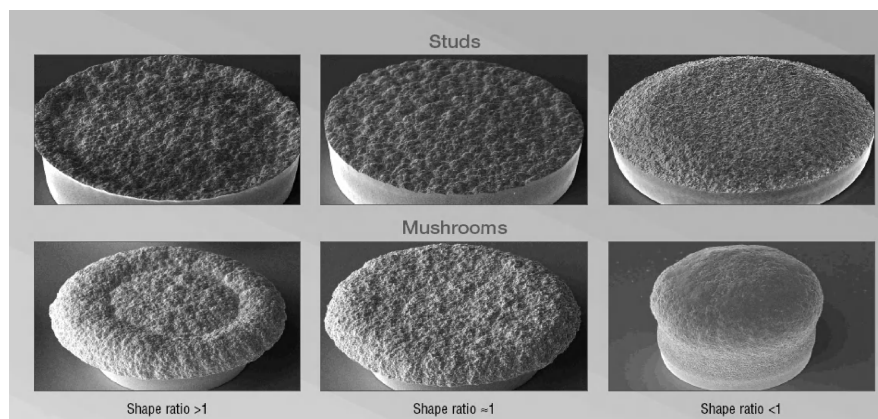 Studs
Mushrooms
Shape ratio >1
Shape ratio ≈1
Shape ratio <1